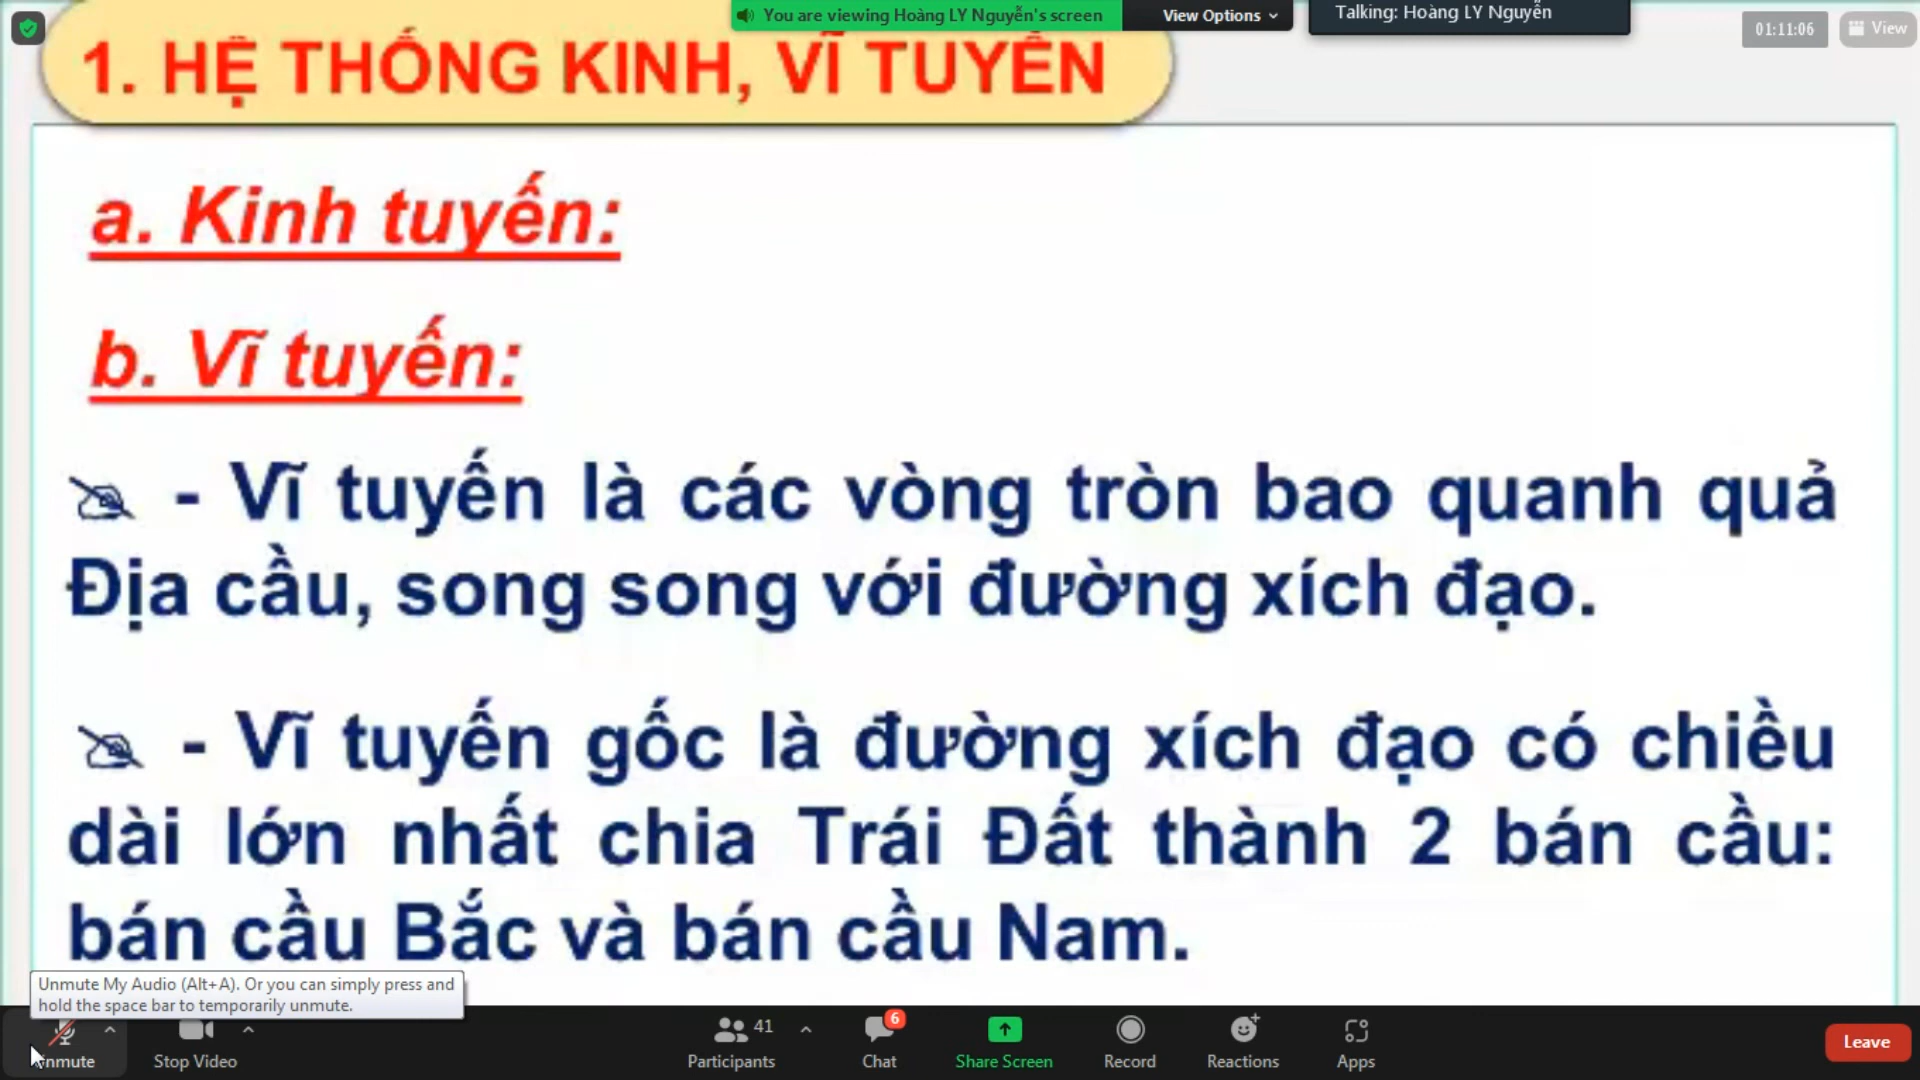 You are viewing Hoàng LY Nguyễn's screen
View Options
Talking: Hoàng LY Nguyễn
01:11:06
View
1. HỆ THỐNG KINH, VĨ TUYẾN
a. Kinh tuyến:
b. Vĩ tuyến:
- Vĩ tuyến là các vòng tròn bao quanh quả
Địa cầu, song song với đường xích đạo.
- Vĩ tuyến gốc là đường xích đạo có chiều
dài lớn nhất chia Trái Đất thành 2 bán cầu:
bán cầu Bắc và bán cầu Nam.
Unmute My Audio (Alt+A). Or you can simply press and
hold the space bar to temporarily unmute.
Unmute
Stop Video
41
Participants
6
Chat
Share Screen
Record
Reactions
Apps
Leave